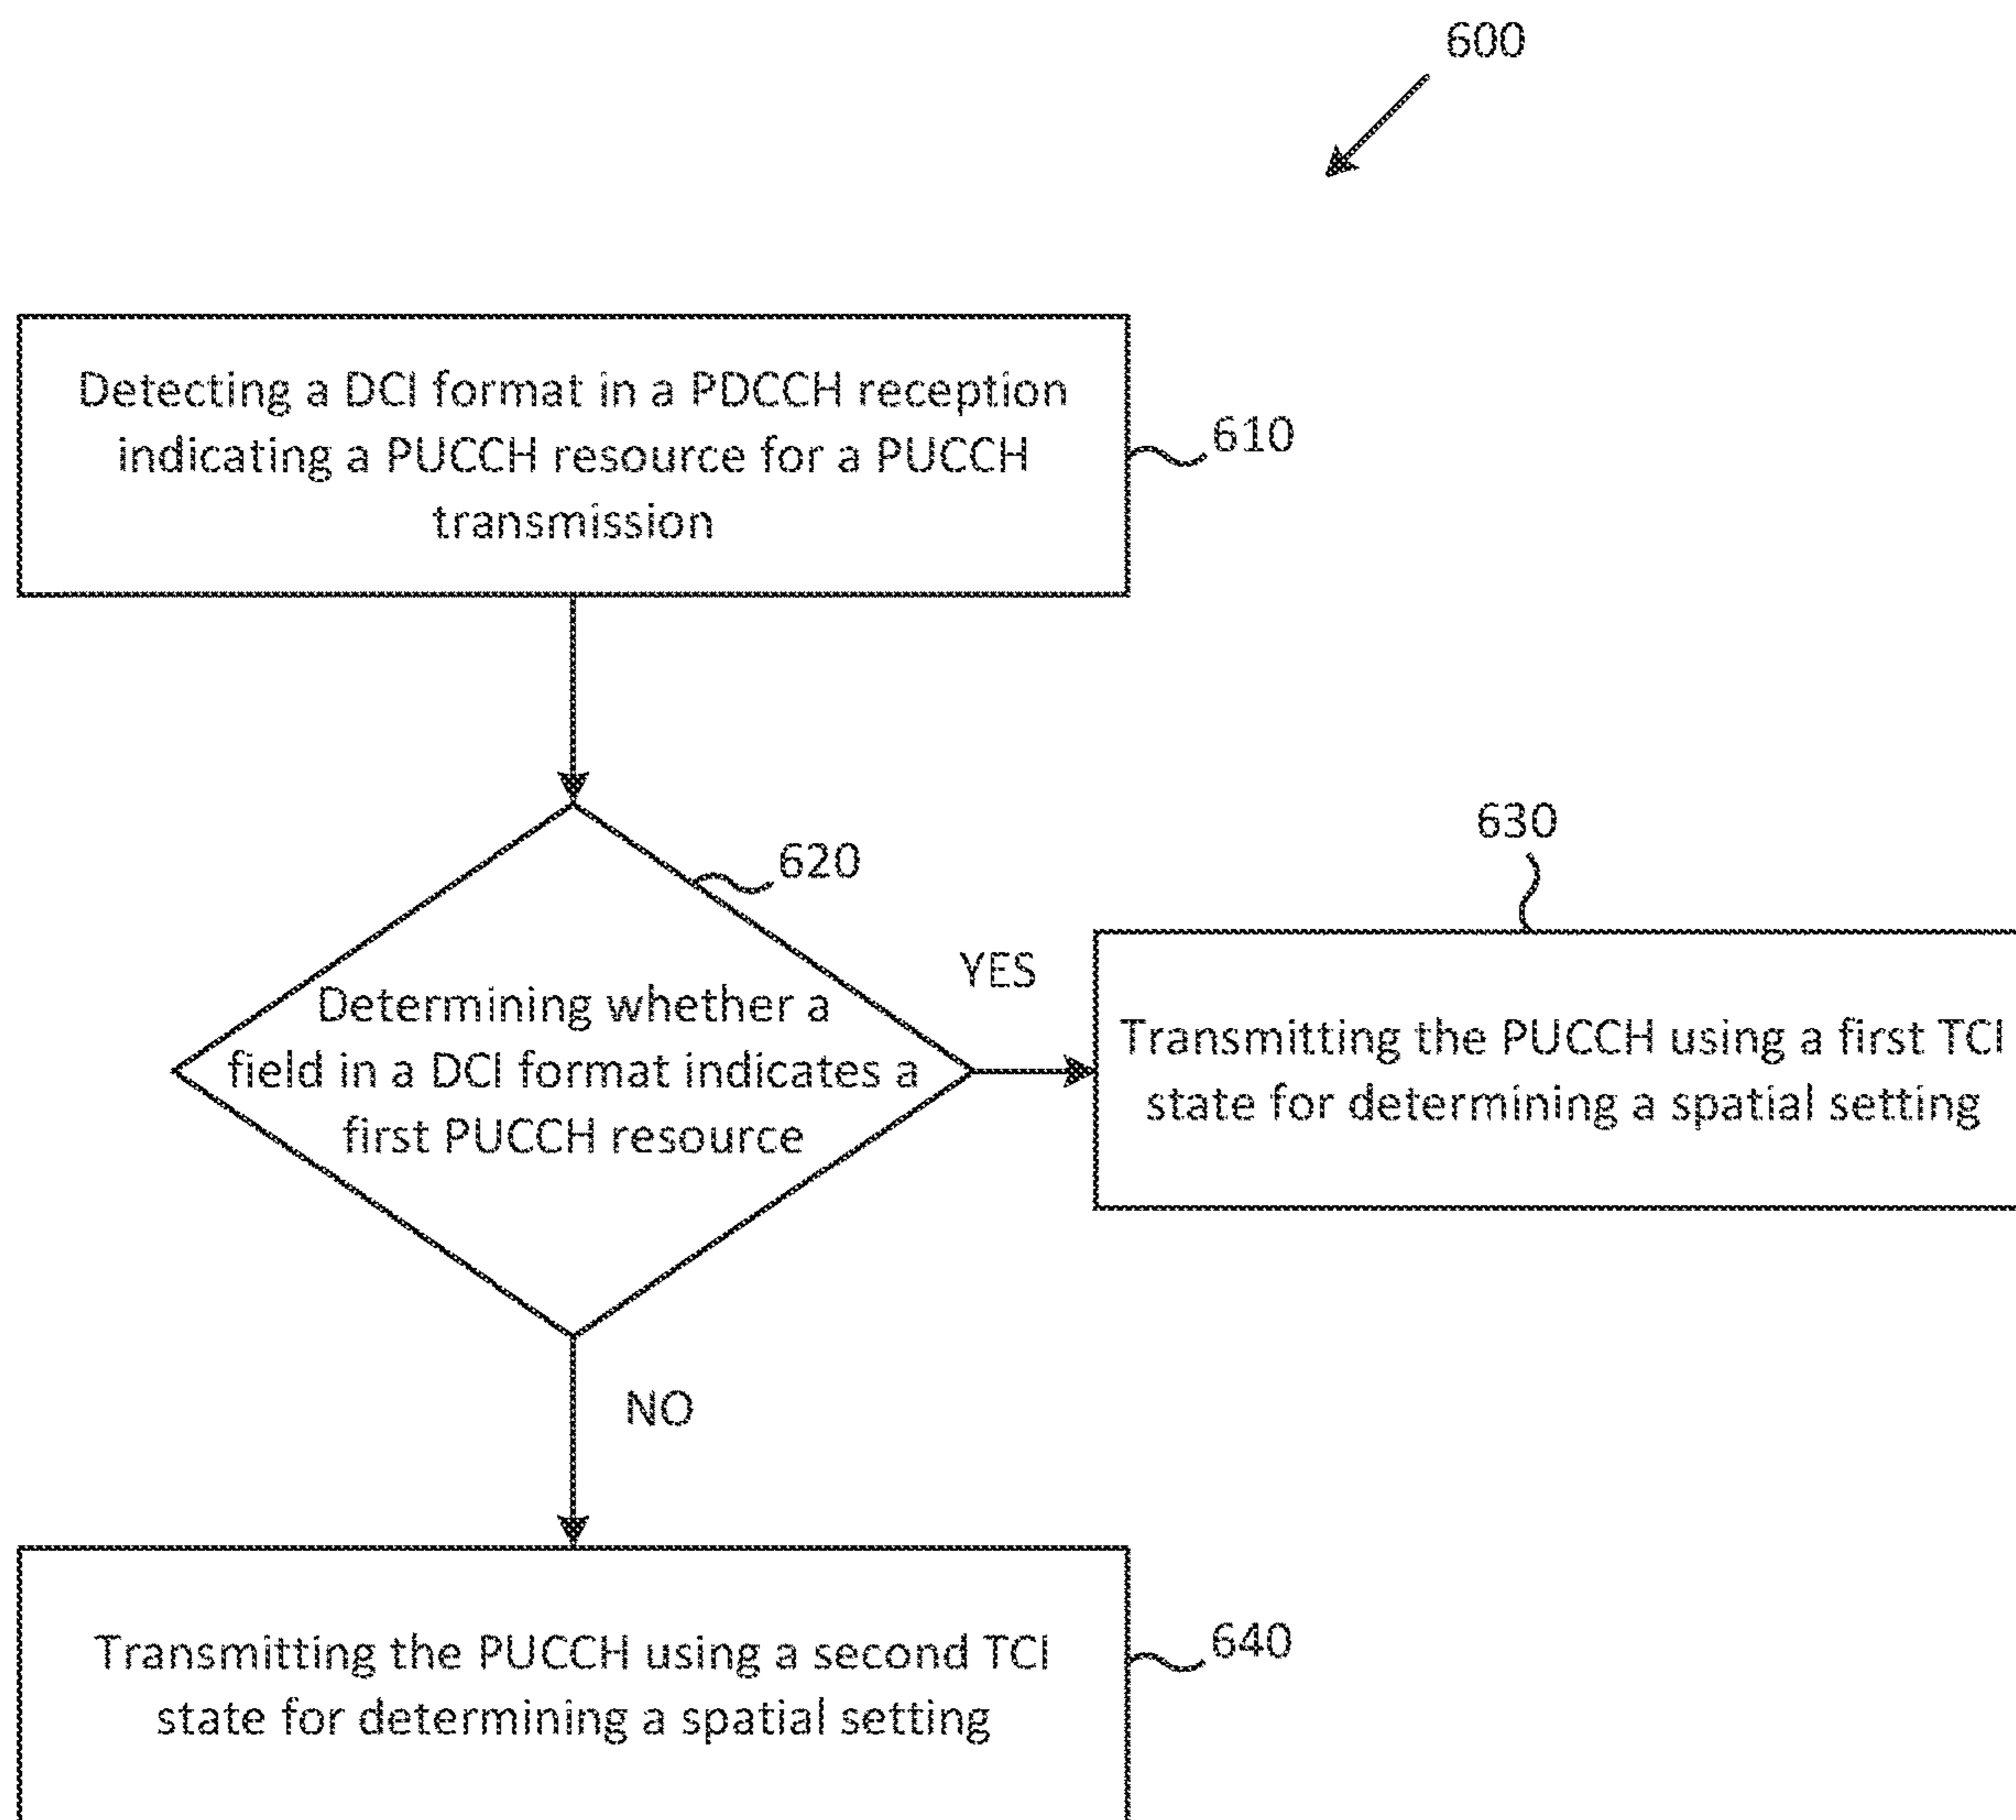 600
Detecting a DCI format in a PDCCH reception
indicating a PUCCH resource for a PUCCH
transmission
610
620
Determining whether a
field in a DCI format indicates a
first PUCCH resource
YES
630
Transmitting the PUCCH using a first TCI
state for determining a spatial setting
NO
Transmitting the PUCCH using a second TCI
state for determining a spatial setting
640